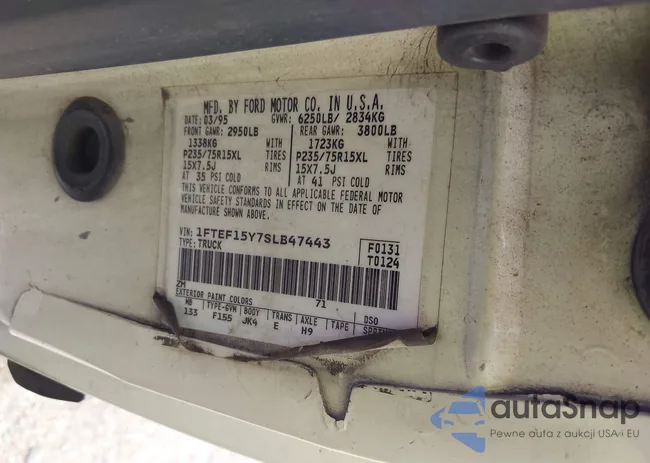 MFD. BY FORD MOTOR CO. IN U.S.A.
DATE: 03/95 GVWR: 6250LB/ 2834KG
FRONT GAWR: 2950LB REAR GAWR: 3800LB
1338KG WITH 1723KG WITH
P235/75R15XL TIRES P235/75R15XL TIRES
15X7.5J RIMS 15X7.5J RIMS
AT 35 PSI COLD AT 41 PSI COLD
THIS VEHICLE CONFORMS TO ALL APPLICABLE FEDERAL MOTOR
VEHICLE SAFETY STANDARDS IN EFFECT ON THE DATE OF
MANUFACTURE SHOWN ABOVE.
VIN: 1FTEF15Y7SLB47443 F0131
TYPE: TRUCK T0124
ZM 71
EXTERIOR PAINT COLORS DSO
WB TYPE-GVW BODY TRANS AXLE TAPE
133 F155 JK4 E H9
autaSnap
Pewne auta z aukcji USA i EU